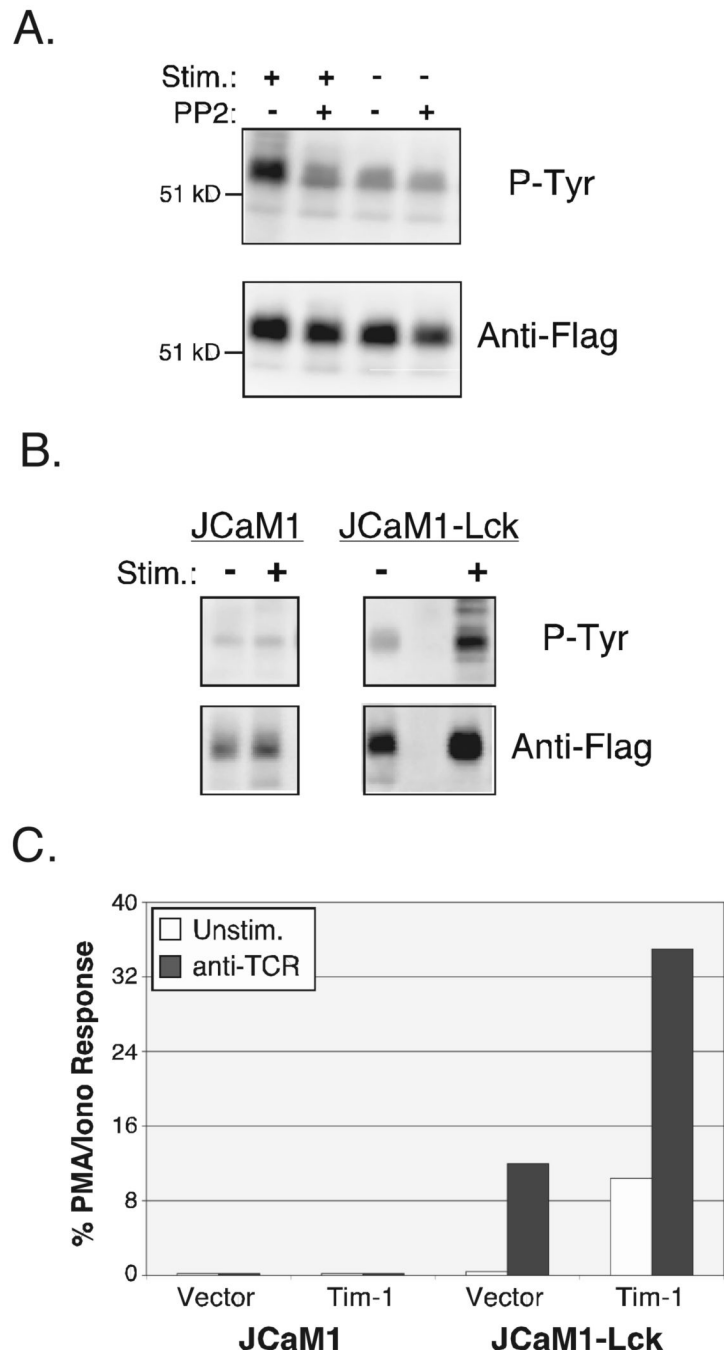 A.
Stim.: + + - -
PP2: - + - +
51 kD
P-Tyr
51 kD
Anti-Flag
B.
JCaM1 JCaM1-Lck
Stim.: - + - +
P-Tyr
Anti-Flag
C.
% PMA/Iono Response
40
32
24
16
8
0
Unstim.
anti-TCR
Vector Tim-1 Vector Tim-1
JCaM1 JCaM1-Lck